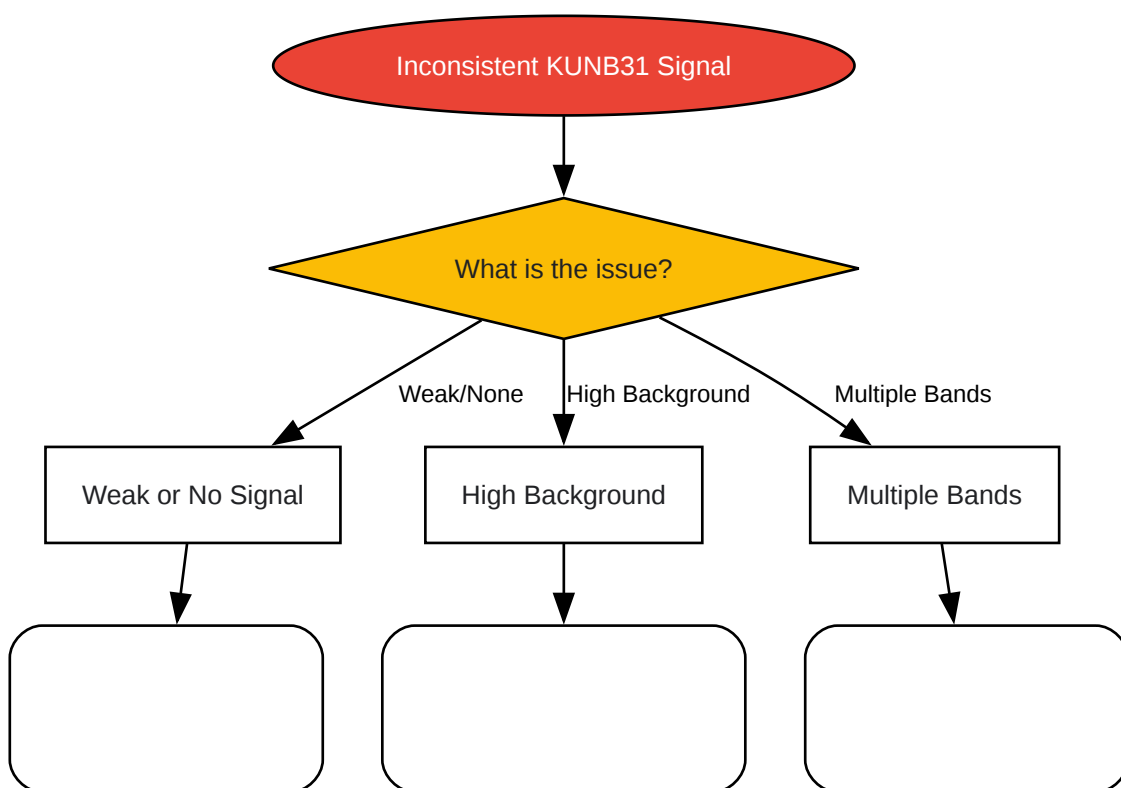 Inconsistent KUNB31 Signal
What is the issue?
Weak/None
High Background
Multiple Bands
Weak or No Signal
High Background
Multiple Bands